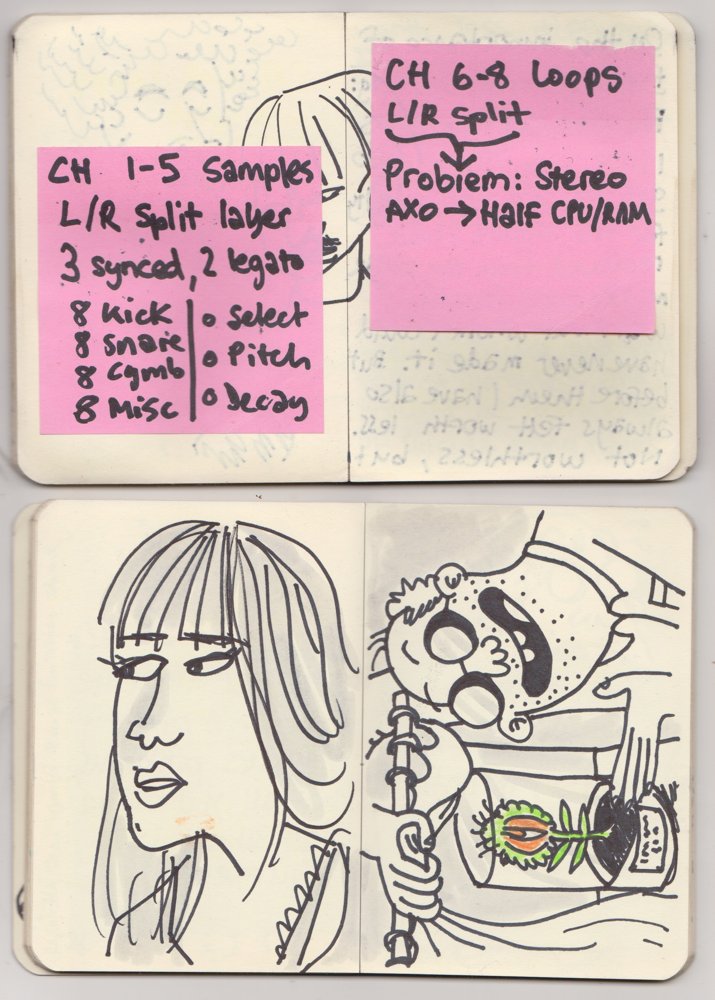 CH 1-5 Samples
L/R Split layer
3 synced, 2 legato
8 Kick
8 Snare
8 Cymb
8 Misc
o Select
o Pitch
o Decay
CH 6-8 Loops
L/R split
Problem: Stereo
AXO → Half CPU/RAM
have never made it. But
before them I have also
always felt worth less.
Not worthless, but,